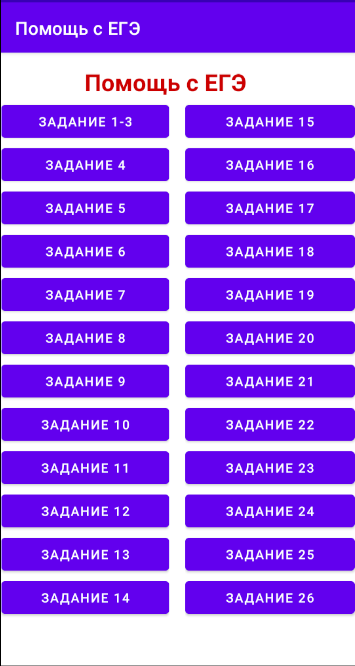 Помощь с ЕГЭ
Помощь с ЕГЭ
ЗАДАНИЕ 1-3
ЗАДАНИЕ 15
ЗАДАНИЕ 4
ЗАДАНИЕ 16
ЗАДАНИЕ 5
ЗАДАНИЕ 17
ЗАДАНИЕ 6
ЗАДАНИЕ 18
ЗАДАНИЕ 7
ЗАДАНИЕ 19
ЗАДАНИЕ 8
ЗАДАНИЕ 20
ЗАДАНИЕ 9
ЗАДАНИЕ 21
ЗАДАНИЕ 10
ЗАДАНИЕ 22
ЗАДАНИЕ 11
ЗАДАНИЕ 23
ЗАДАНИЕ 12
ЗАДАНИЕ 24
ЗАДАНИЕ 13
ЗАДАНИЕ 25
ЗАДАНИЕ 14
ЗАДАНИЕ 26